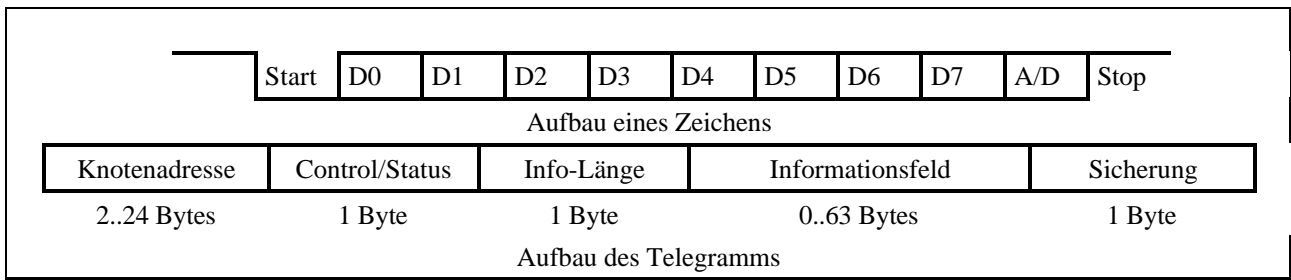 Start D0 D1 D2 D3 D4 D5 D6 D7 A/D Stop
Aufbau eines Zeichens
Knotenadresse Control/Status Info-Länge Informationsfeld Sicherung
2..24 Bytes 1 Byte 1 Byte 0..63 Bytes 1 Byte
Aufbau des Telegramms